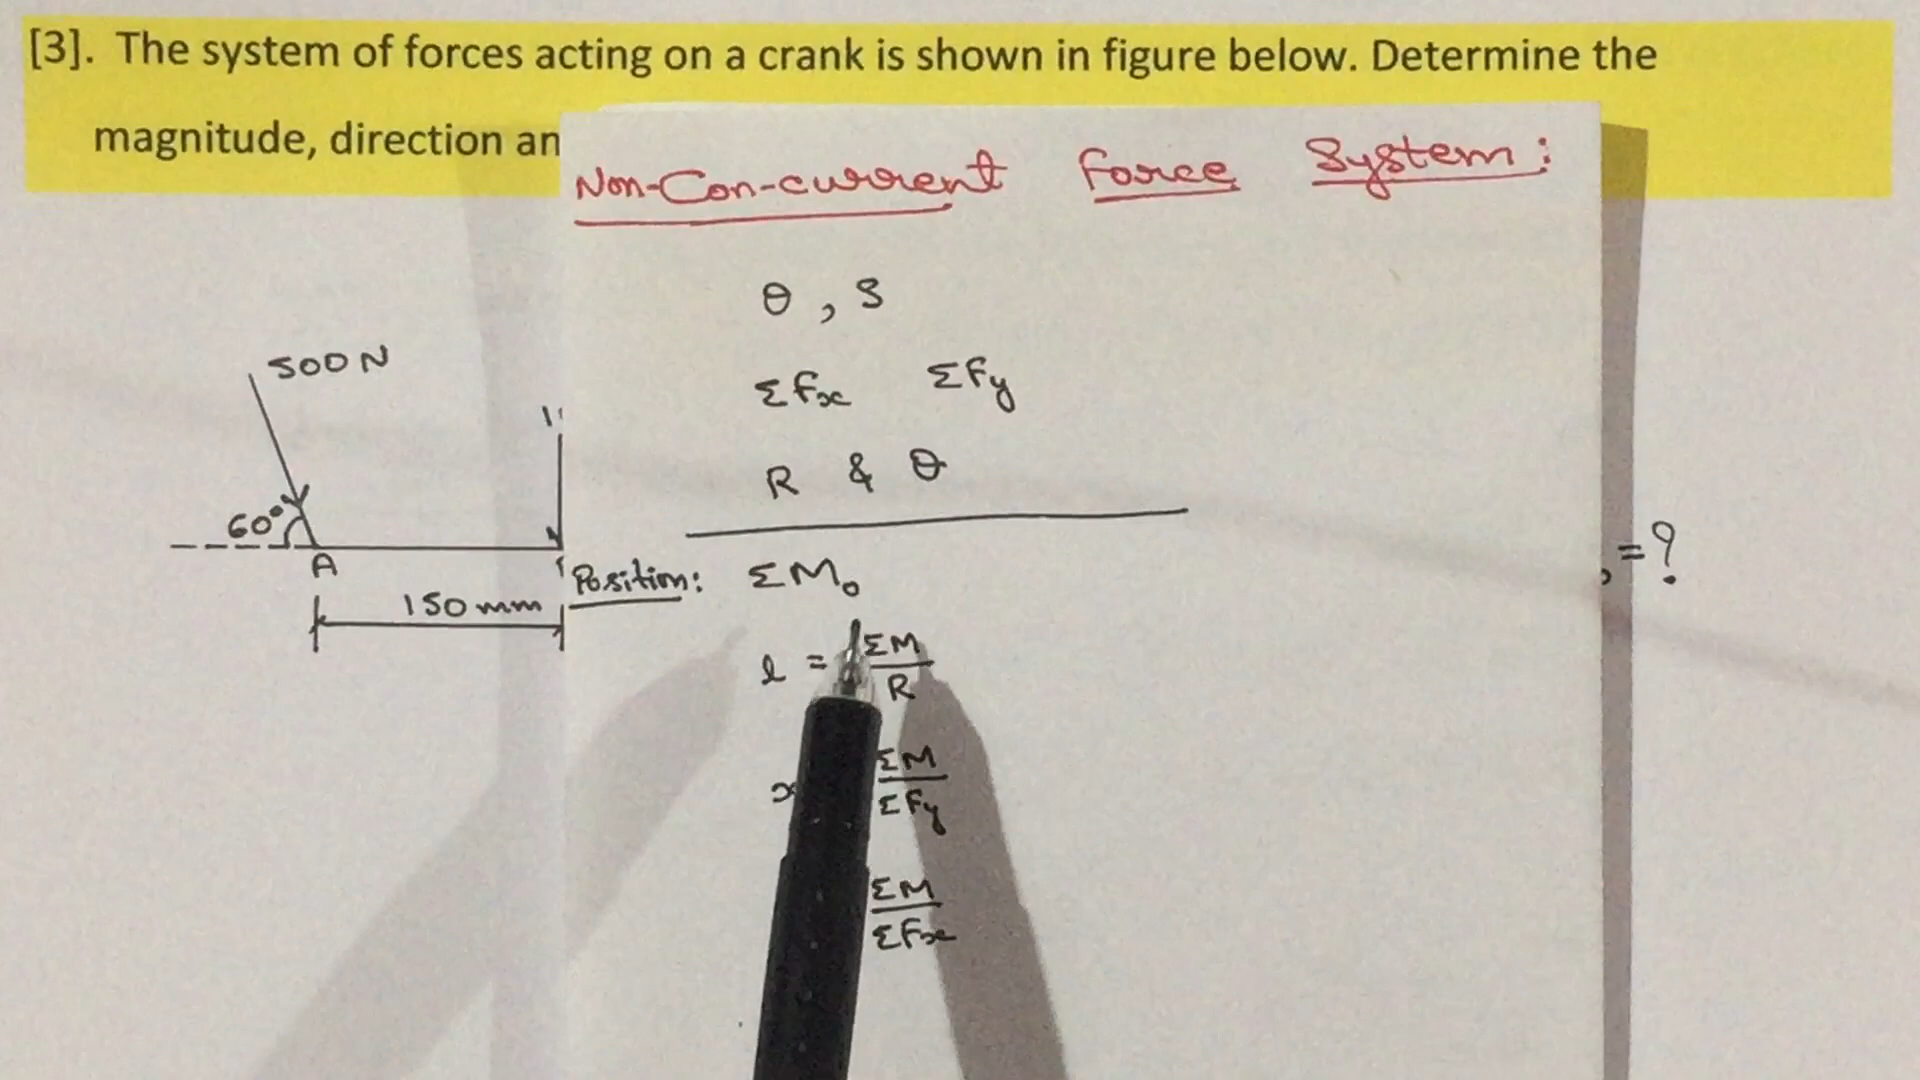 [3]. The system of forces acting on a crank is shown in figure below. Determine the
magnitude, direction an
Non-Con-current Force System:
θ , S
ΣFx ΣFy
R & θ
Position: ΣM₀
l = ΣM/R
x ΣM/ΣFy
ΣM/ΣFx
500 N
60°
A
150 mm
= ?